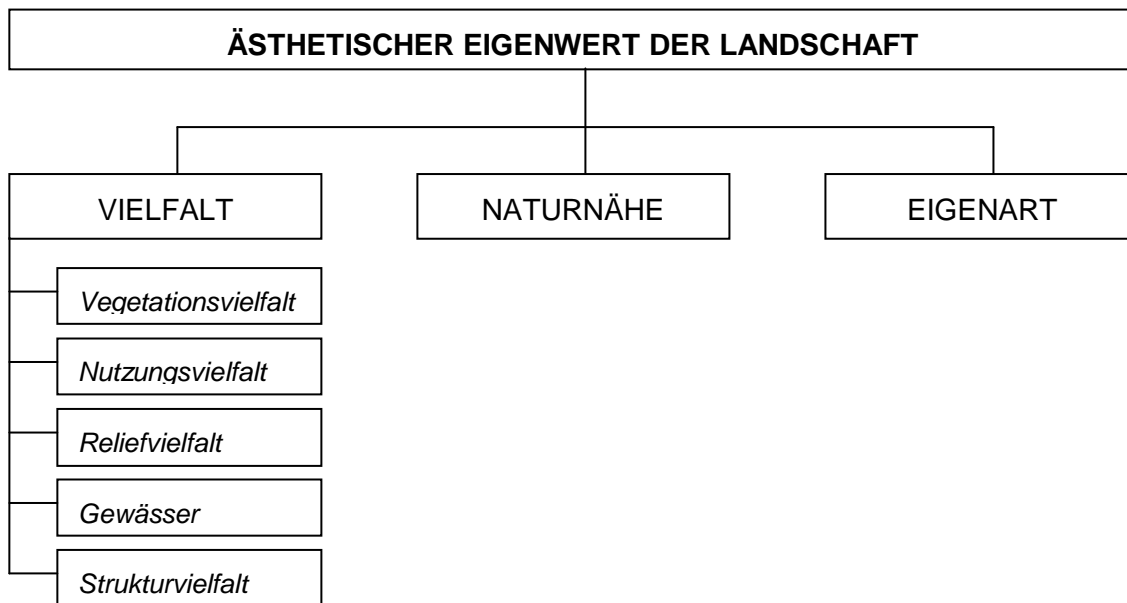 ÄSTHETISCHER EIGENWERT DER LANDSCHAFT
VIELFALT
NATURNÄHE
EIGENART
Vegetationsvielfalt
Nutzungsvielfalt
Reliefvielfalt
Gewässer
Strukturvielfalt